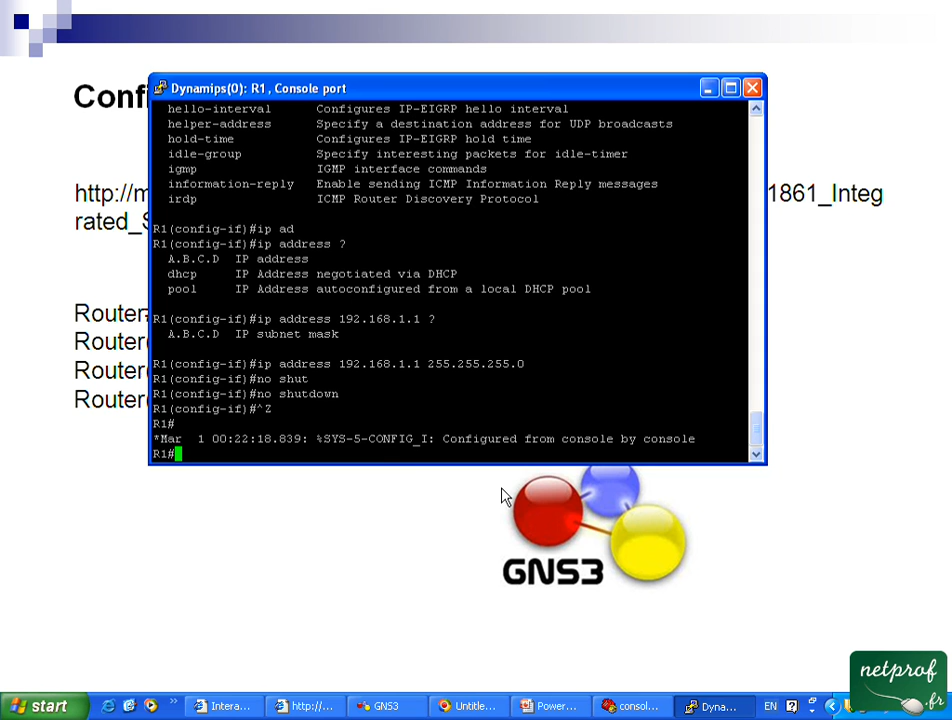 Conf
Dynamips(0): R1, Console port
hello-interval Configures IP-EIGRP hello interval
helper-address Specify a destination address for UDP broadcasts
hold-time Configures IP-EIGRP hold time
idle-group Specify interesting packets for idle-timer
igmp IGMP interface commands
information-reply Enable sending ICMP Information Reply messages
irdp ICMP Router Discovery Protocol
R1(config-if)#ip ad
R1(config-if)#ip address ?
A.B.C.D IP address
dhcp IP Address negotiated via DHCP
pool IP Address autoconfigured from a local DHCP pool
R1(config-if)#ip address 192.168.1.1 ?
A.B.C.D IP subnet mask
R1(config-if)#ip address 192.168.1.1 255.255.255.0
R1(config-if)#no shut
R1(config-if)#no shutdown
R1(config-if)#^Z
R1#
*Mar 1 00:22:18.839: %SYS-5-CONFIG_I: Configured from console by console
R1#
http://m 1861_Integ
rated_S
Router
Router(
Router(
Router(
GNS3
netprof
.fr
start Intera... http://... GNS3 Untitle... Power... consol... Dyna... EN